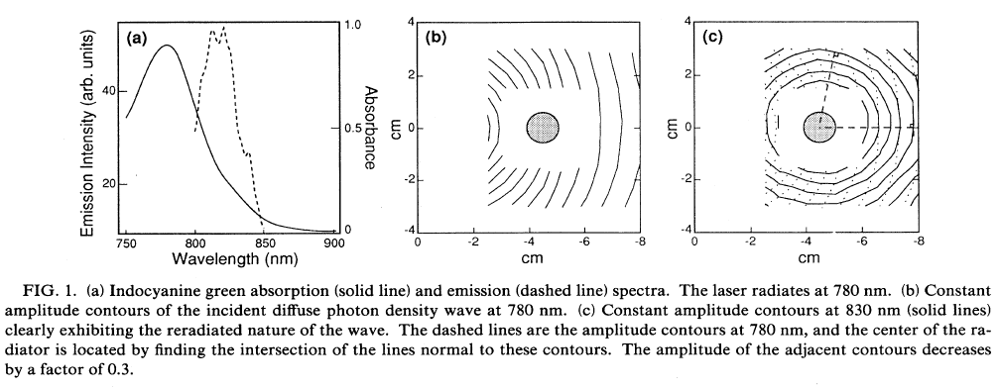 (a)
Emission Intensity (arb. units)
40
20
1.0
0.5
0
Absorbance
750 800 850 900
Wavelength (nm)
(b)
4
2
0
-2
-4
cm
0 -2 -4 -6 -8
cm
(c)
4
2
0
-2
-4
cm
0 -2 -4 -6 -8
cm
FIG. 1. (a) Indocyanine green absorption (solid line) and emission (dashed line) spectra. The laser radiates at 780 nm. (b) Constant
amplitude contours of the incident diffuse photon density wave at 780 nm. (c) Constant amplitude contours at 830 nm (solid lines)
clearly exhibiting the reradiated nature of the wave. The dashed lines are the amplitude contours at 780 nm, and the center of the ra-
diator is located by finding the intersection of the lines normal to these contours. The amplitude of the adjacent contours decreases
by a factor of 0.3.